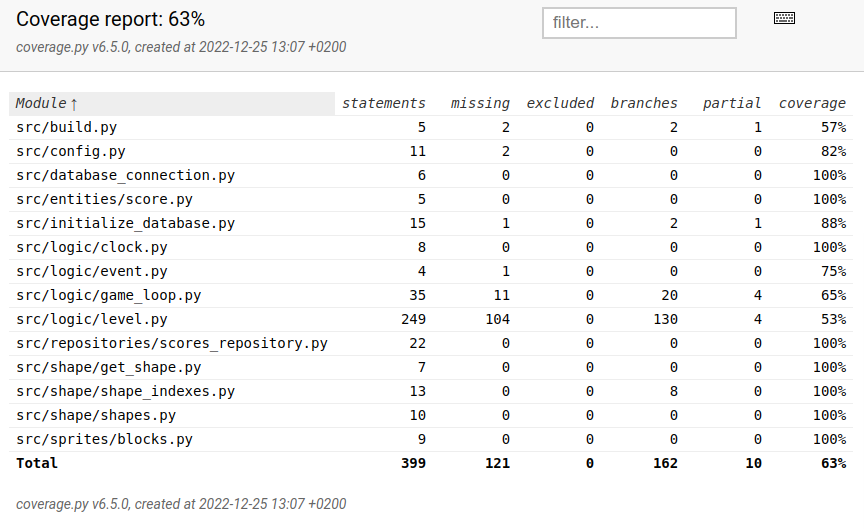 Coverage report: 63%
filter...
coverage.py v6.5.0, created at 2022-12-25 13:07 +0200
Module ↑ statements missing excluded branches partial coverage
src/build.py 5 2 0 2 1 57%
src/config.py 11 2 0 0 0 82%
src/database_connection.py 6 0 0 0 0 100%
src/entities/score.py 5 0 0 0 0 100%
src/initialize_database.py 15 1 0 2 1 88%
src/logic/clock.py 8 0 0 0 0 100%
src/logic/event.py 4 1 0 0 0 75%
src/logic/game_loop.py 35 11 0 20 4 65%
src/logic/level.py 249 104 0 130 4 53%
src/repositories/scores_repository.py 22 0 0 0 0 100%
src/shape/get_shape.py 7 0 0 0 0 100%
src/shape/shape_indexes.py 13 0 0 8 0 100%
src/shape/shapes.py 10 0 0 0 0 100%
src/sprites/blocks.py 9 0 0 0 0 100%
Total 399 121 0 162 10 63%
coverage.py v6.5.0, created at 2022-12-25 13:07 +0200